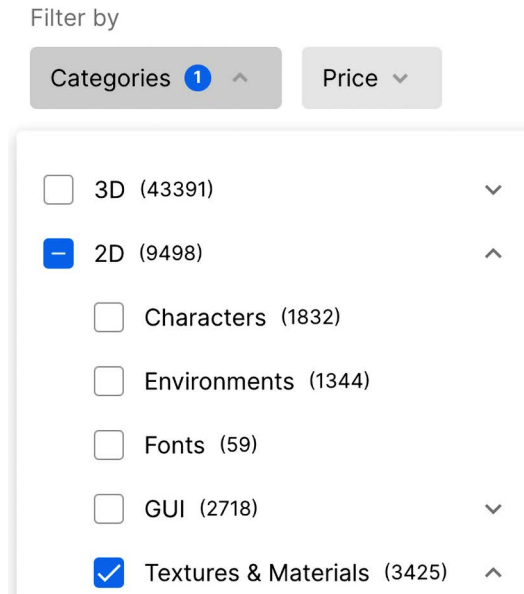 Filter by
Categories 1 Price
3D (43391)
2D (9498)
Characters (1832)
Environments (1344)
Fonts (59)
GUI (2718)
Textures & Materials (3425)